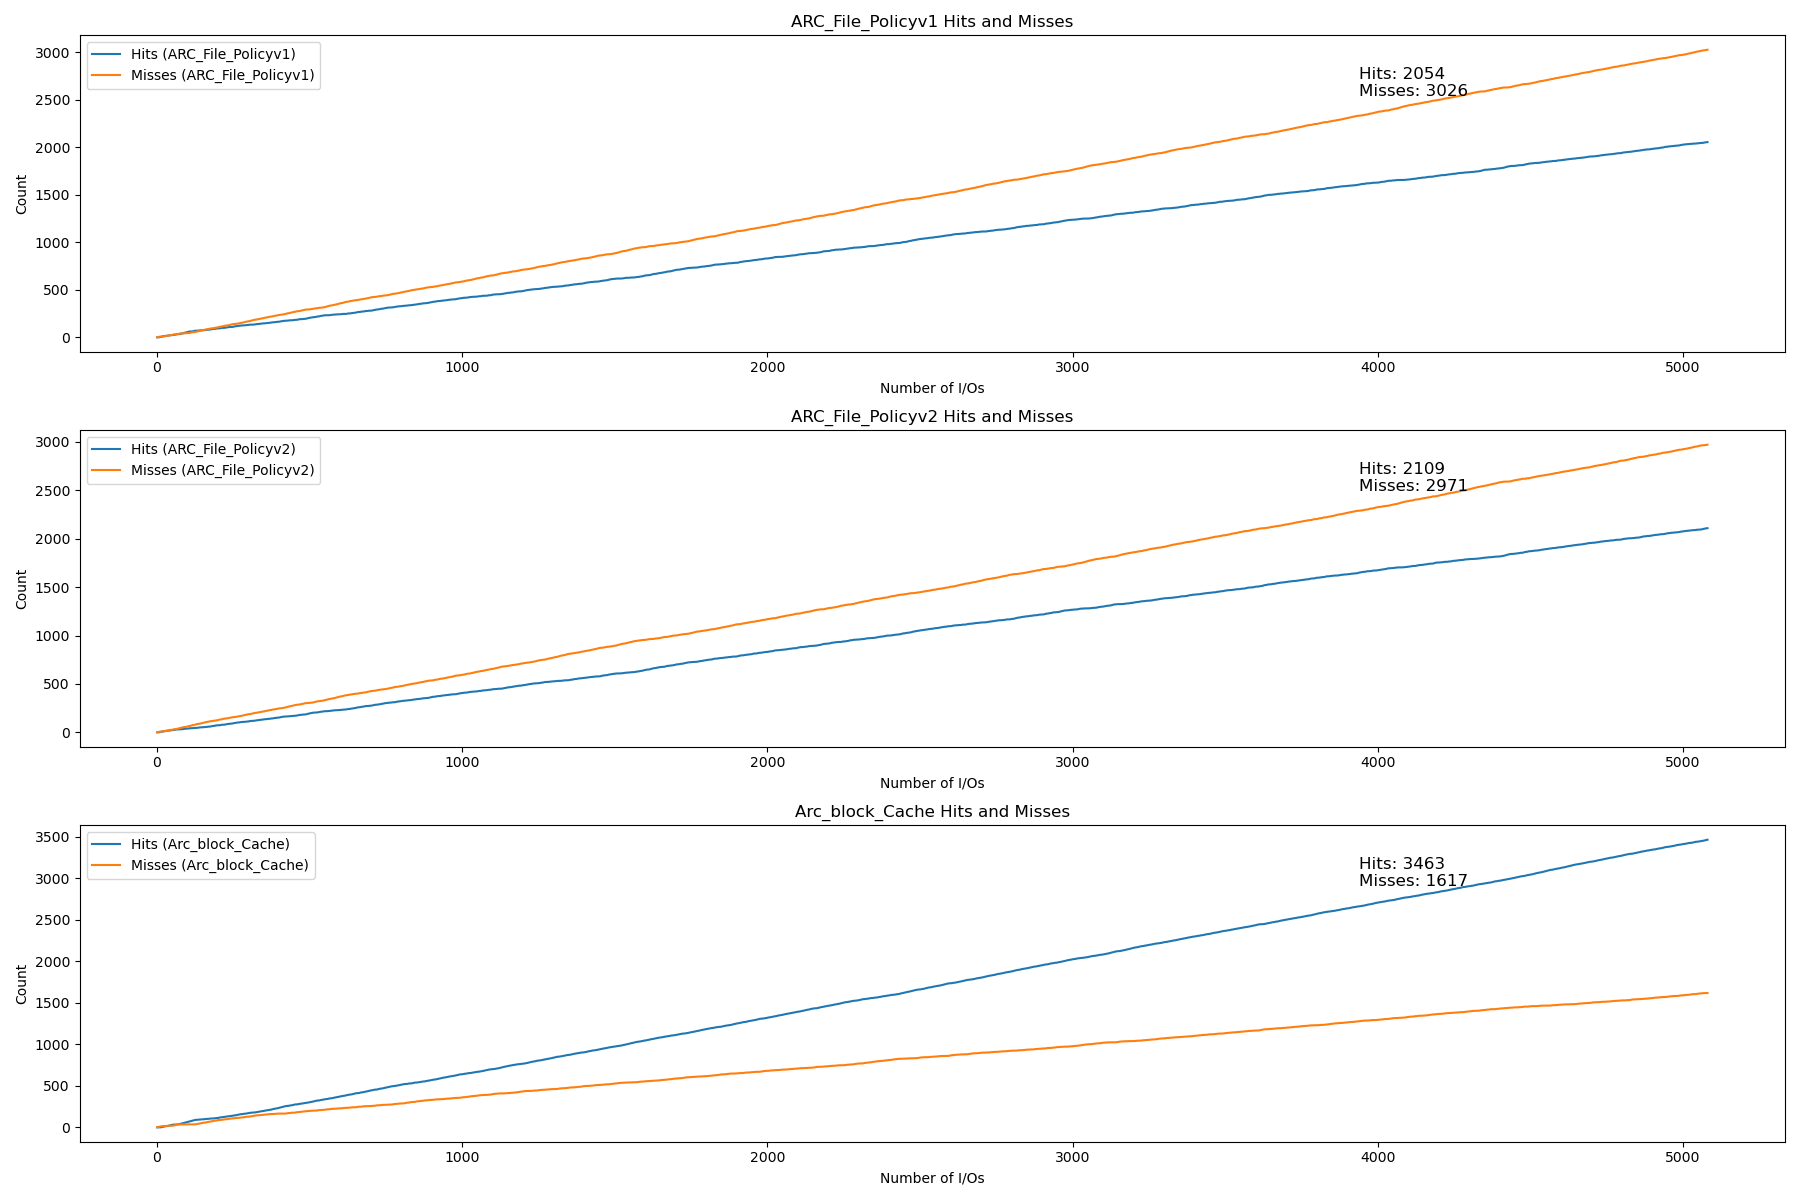 ARC_File_Policyv1 Hits and Misses
Hits (ARC_File_Policyv1)
Misses (ARC_File_Policyv1)
Hits: 2054
Misses: 3026
3000
2500
2000
1500
1000
500
0
Count
0 1000 2000 3000 4000 5000
Number of I/Os
ARC_File_Policyv2 Hits and Misses
Hits (ARC_File_Policyv2)
Misses (ARC_File_Policyv2)
Hits: 2109
Misses: 2971
3000
2500
2000
1500
1000
500
0
Count
0 1000 2000 3000 4000 5000
Number of I/Os
Arc_block_Cache Hits and Misses
Hits (Arc_block_Cache)
Misses (Arc_block_Cache)
Hits: 3463
Misses: 1617
3500
3000
2500
2000
1500
1000
500
0
Count
0 1000 2000 3000 4000 5000
Number of I/Os